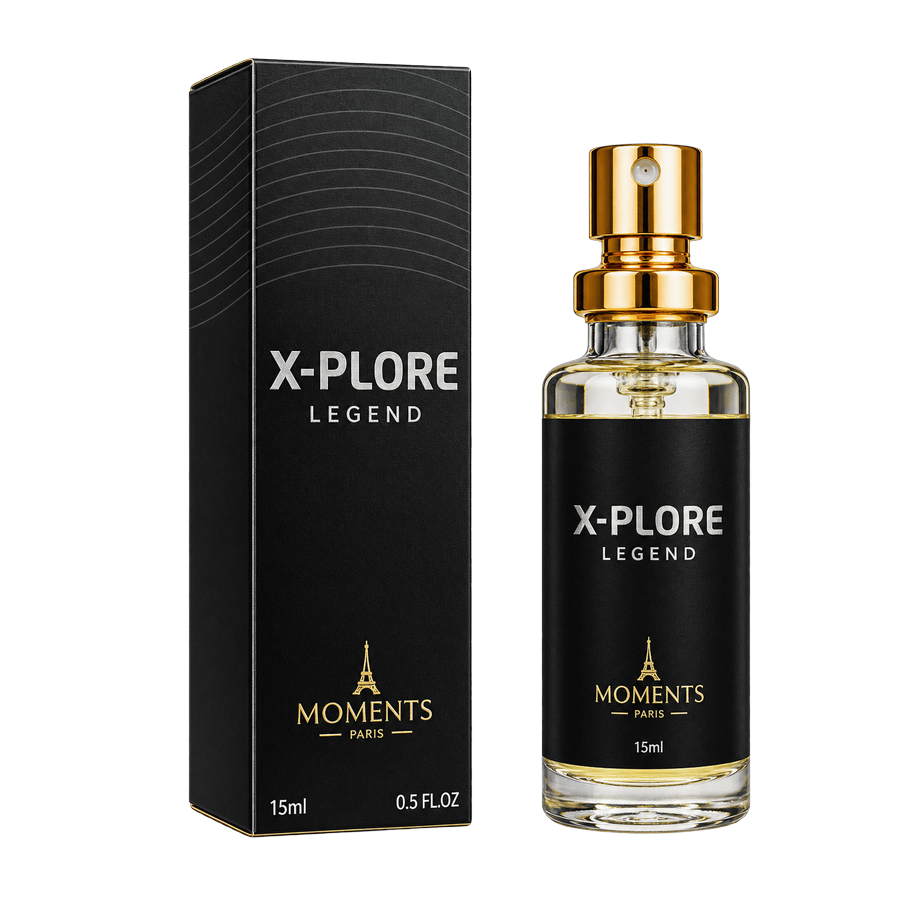 X-PLORE
LEGEND
MOMENTS
PARIS
15ml
0.5 FL.OZ
X-PLORE
LEGEND
MOMENTS
PARIS
15ml